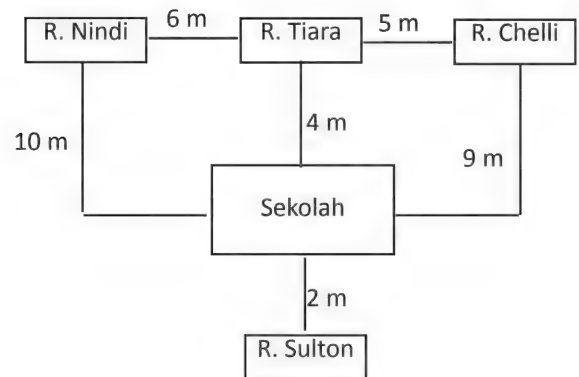 R. Nindi 6 m R. Tiara 5 m R. Chelli
4 m
10 m 9 m
Sekolah
2 m
R. Sulton